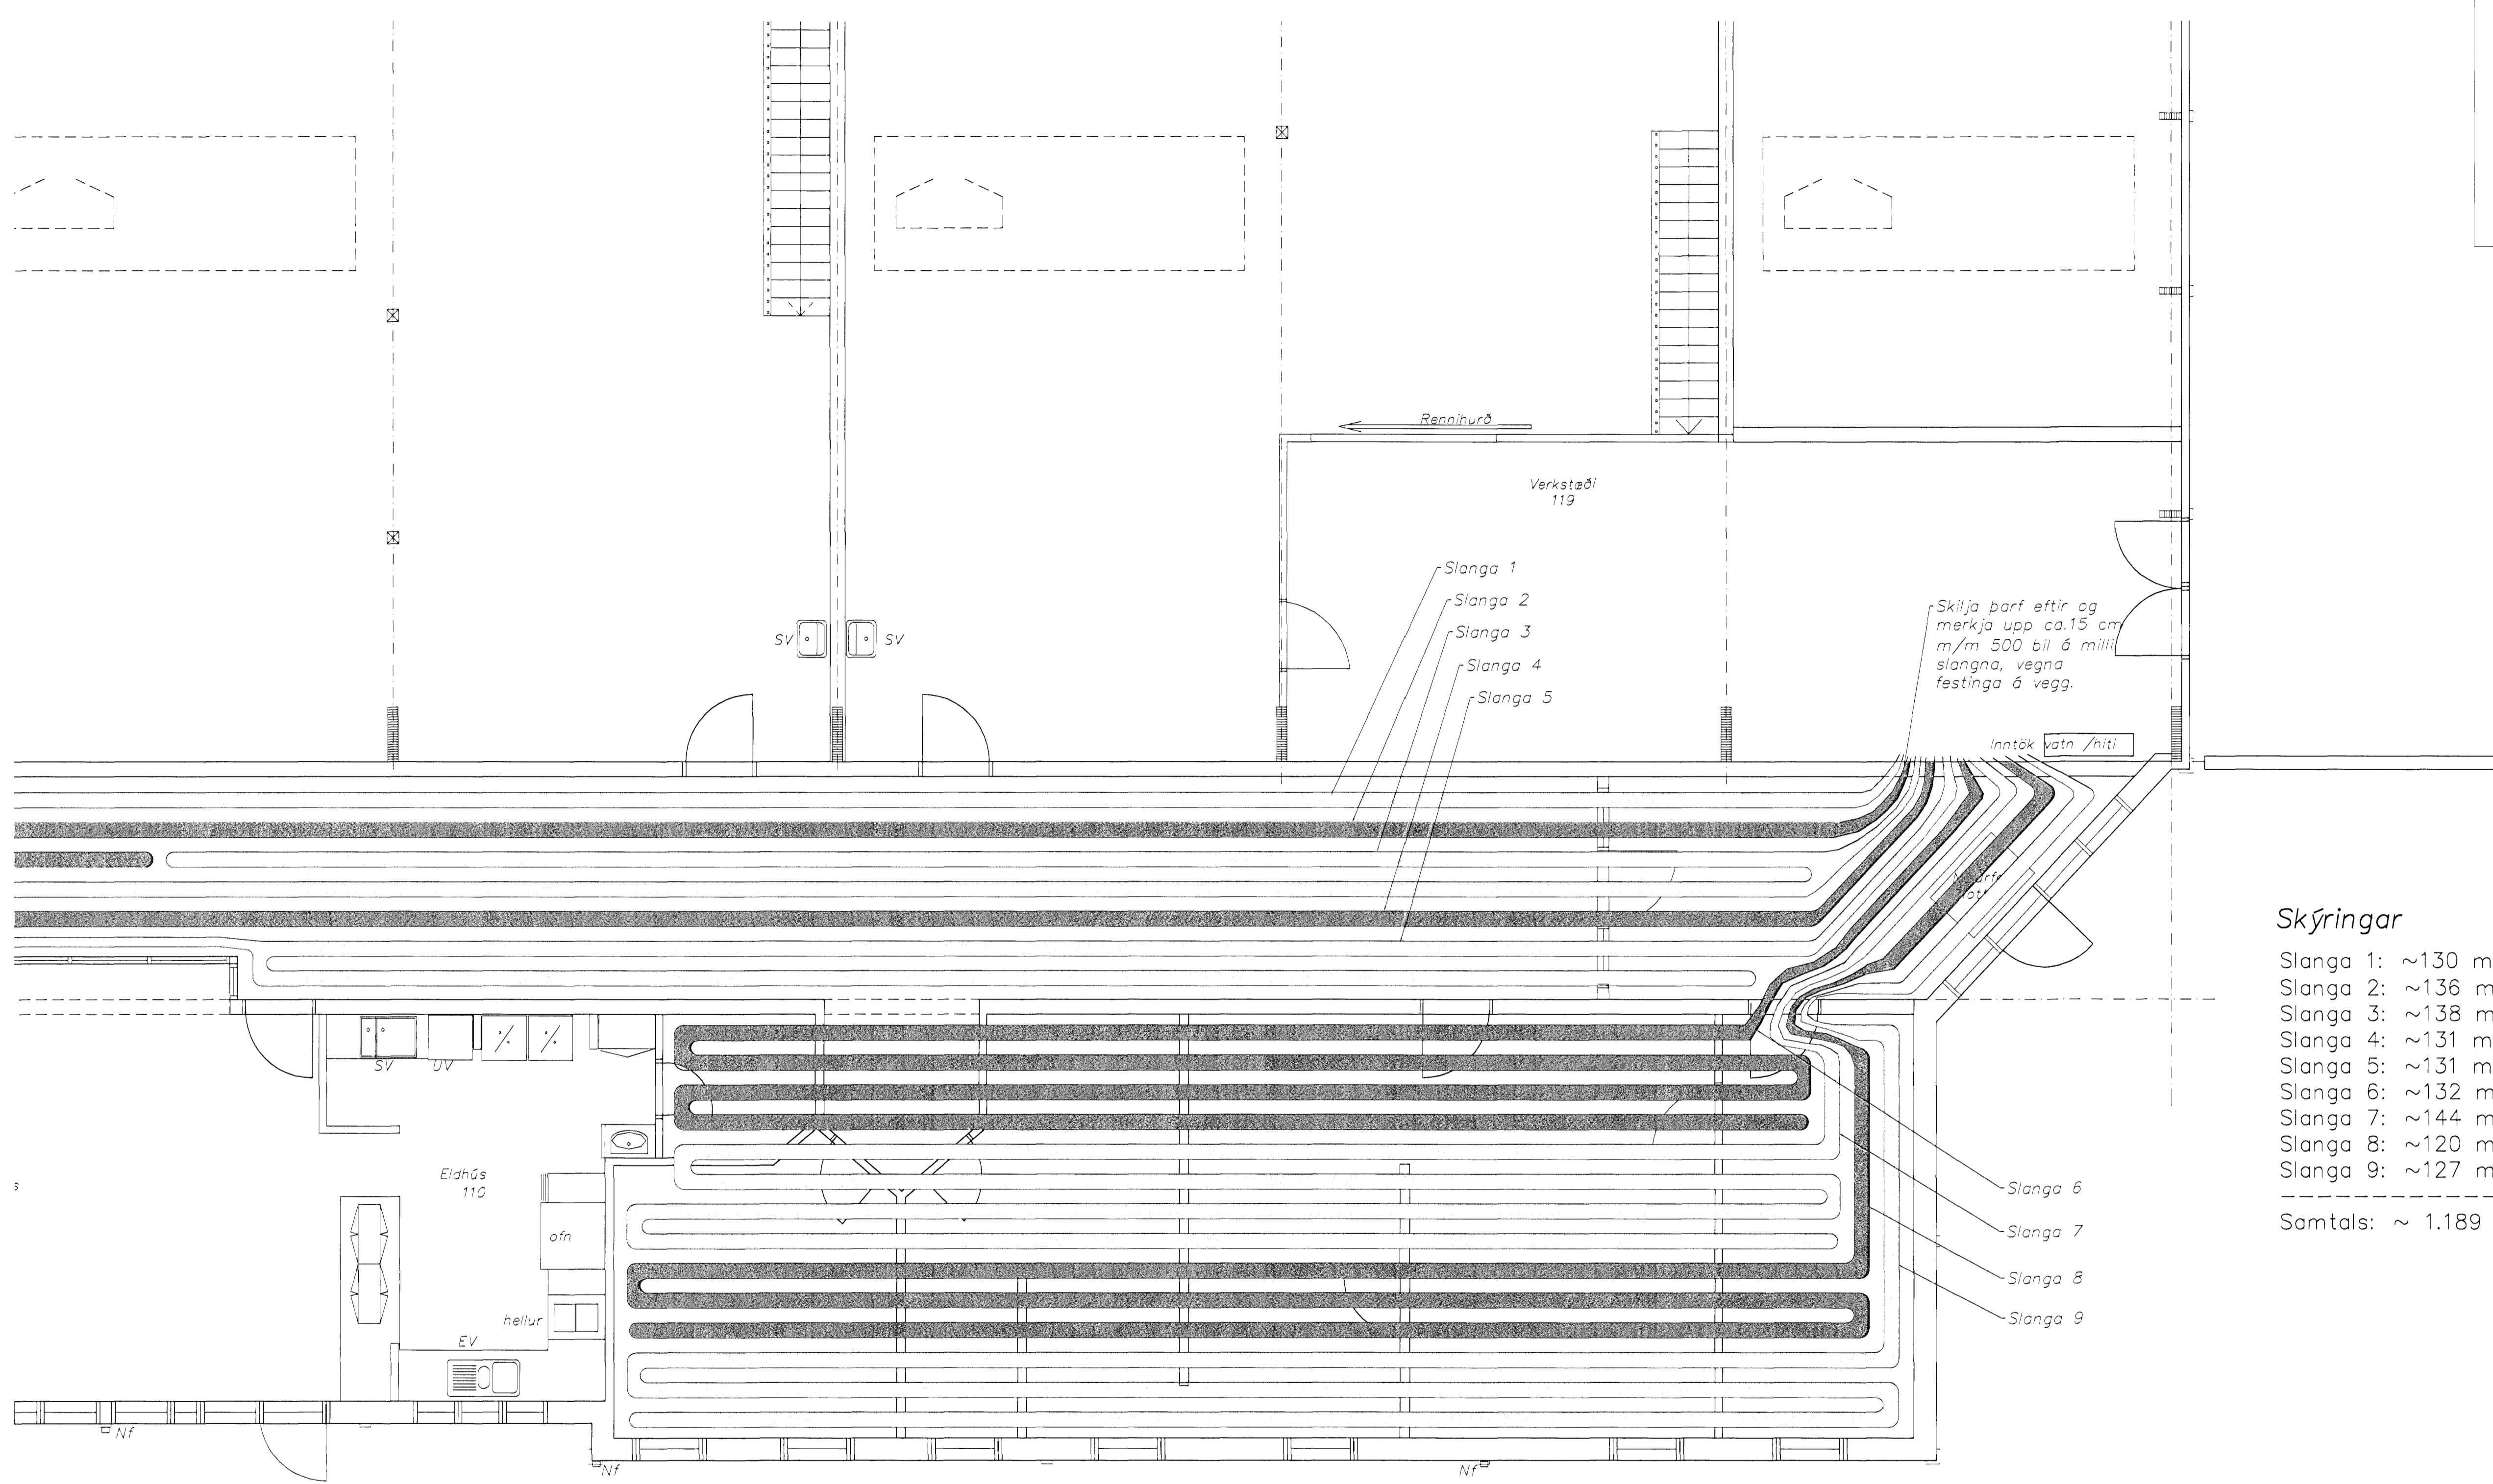 Rennihurð
Verkstæði
119
Slanga 1
Slanga 2
Slanga 3
Slanga 4
Slanga 5
SV
SV
Skilja þarf eftir og
merkja upp ca.15 cm
m/m 500 bil á milli
slangna, vegna
festinga á vegg.
Inntök vatn /hiti
Skýringar
Slanga 1: ~130 m
Slanga 2: ~136 m
Slanga 3: ~138 m
Slanga 4: ~131 m
Slanga 5: ~131 m
Slanga 6: ~132 m
Slanga 7: ~144 m
Slanga 8: ~120 m
Slanga 9: ~127 m
Samtals: ~ 1.189
SV
UV
Eldhús
110
ofn
hellur
EV
Slanga 6
Slanga 7
Slanga 8
Slanga 9
Nf
Nf
Nf